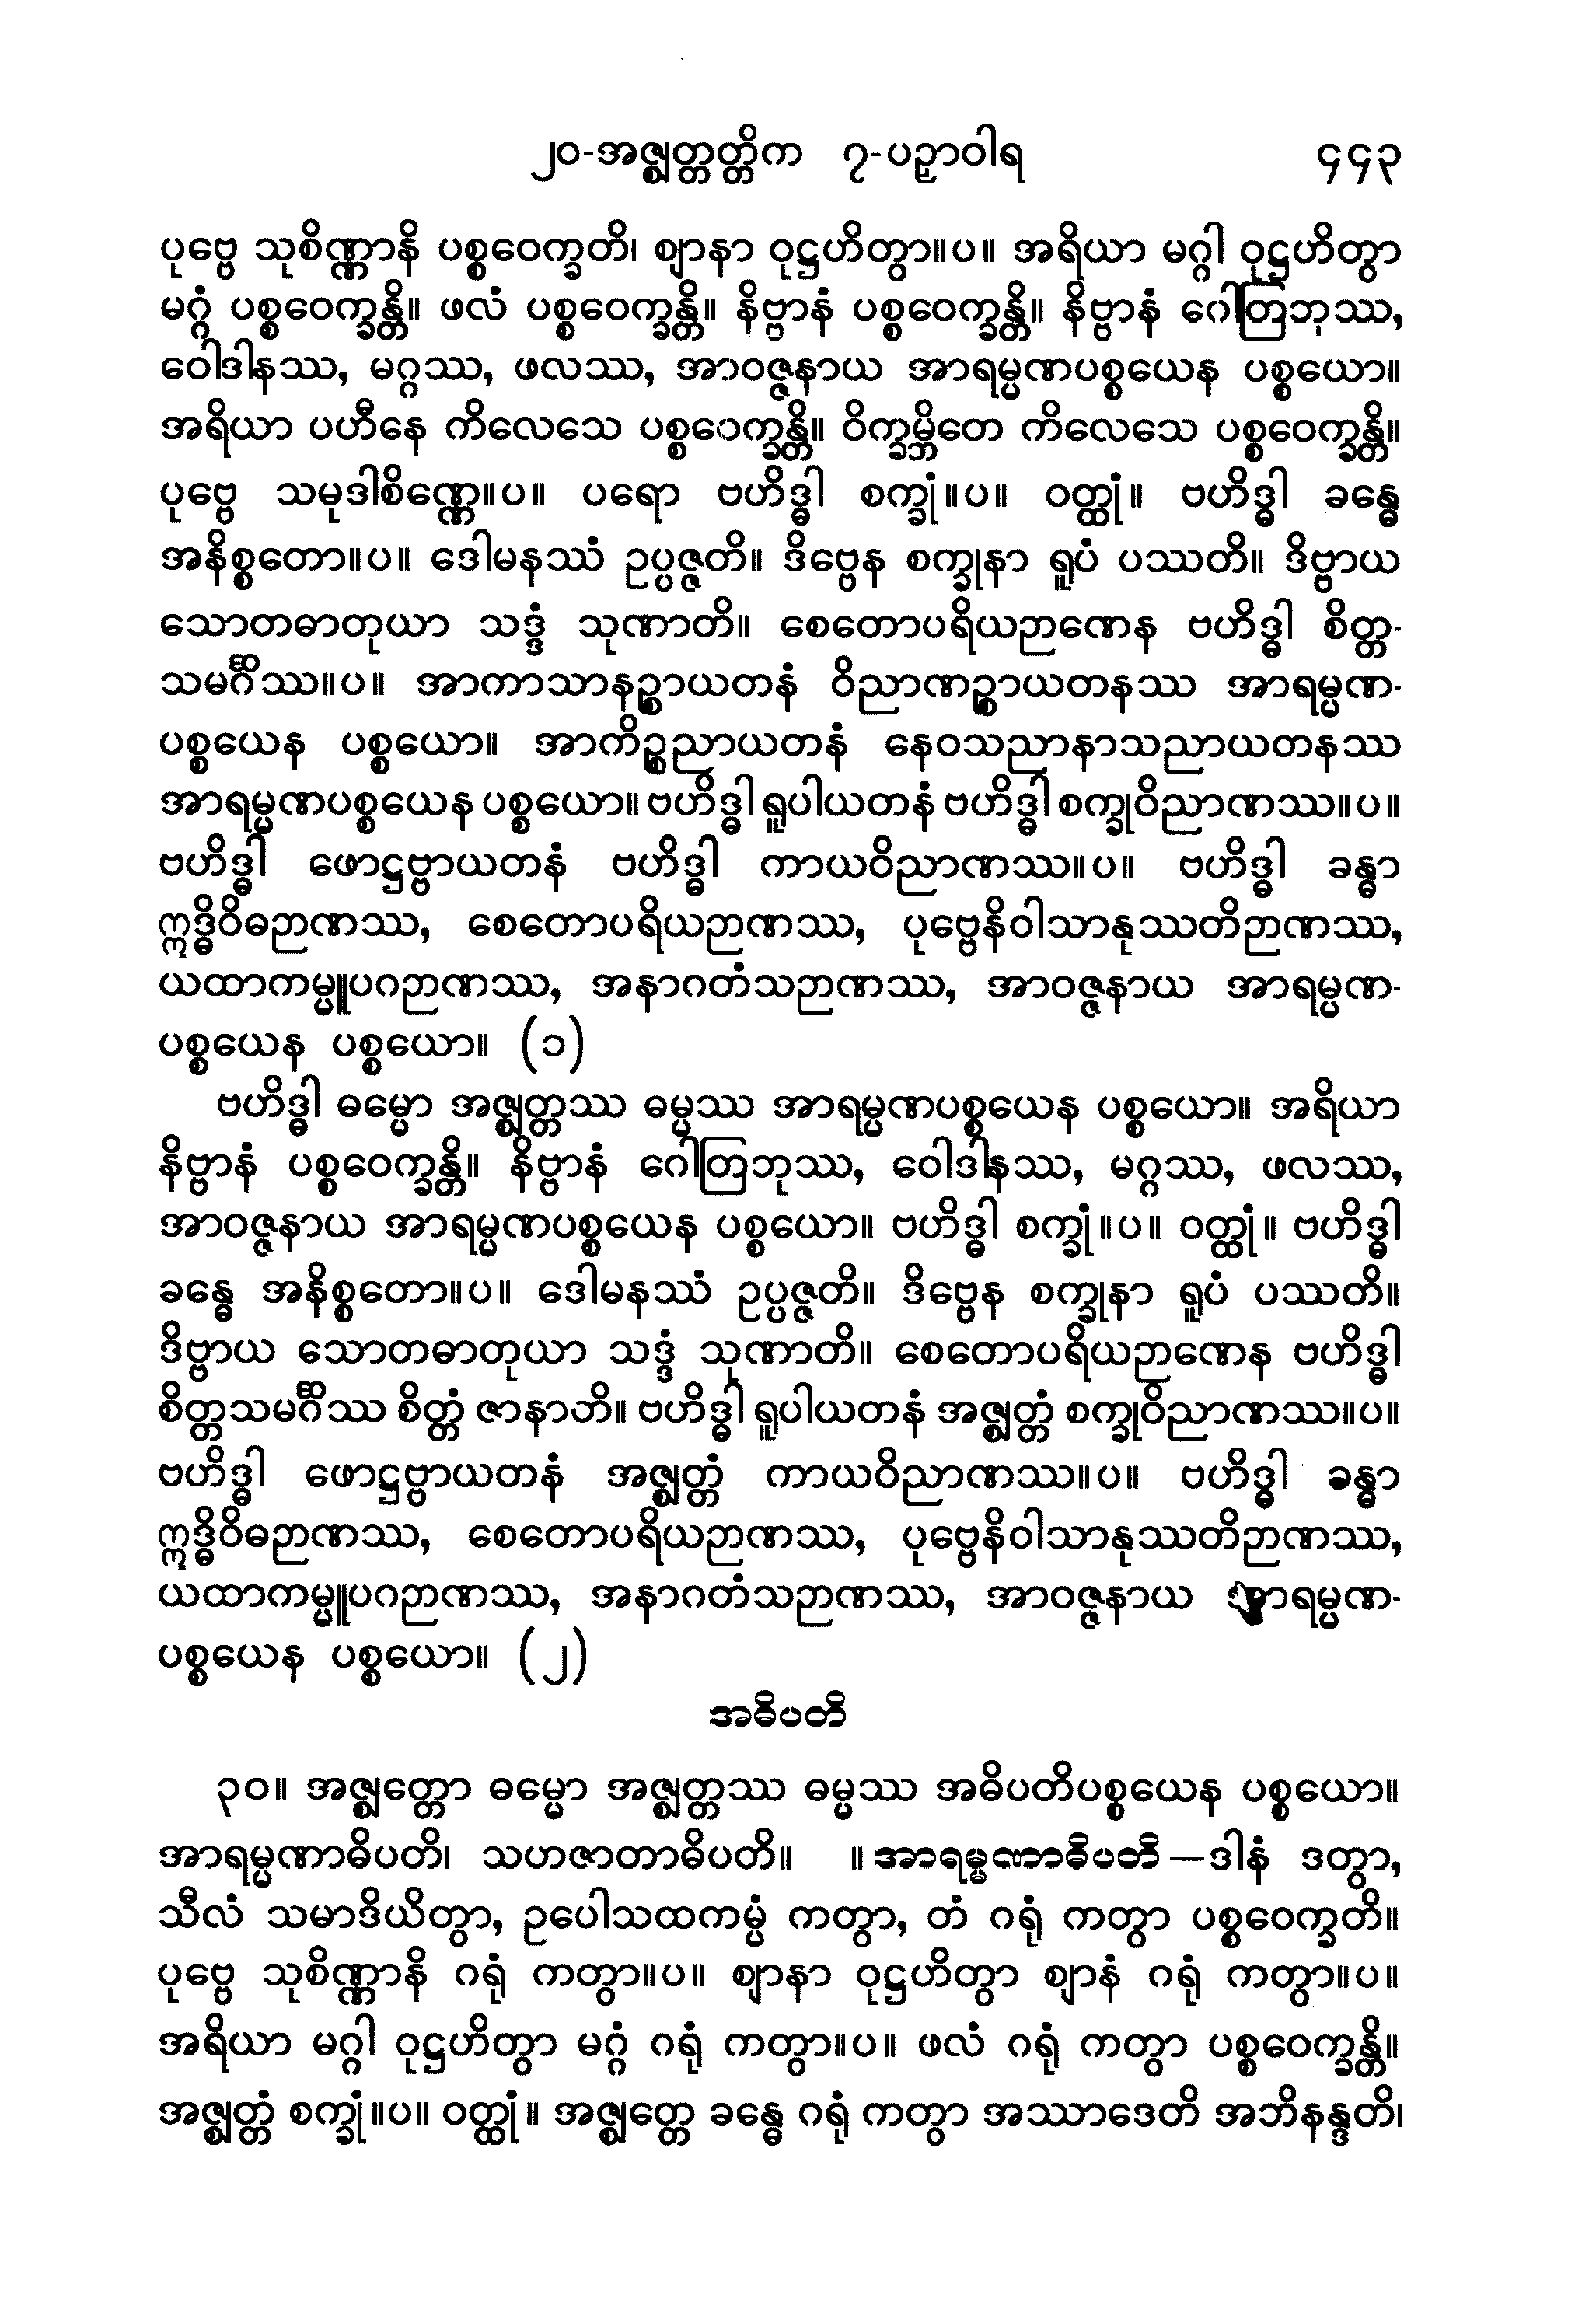 ၂၀-အဇ္ဈတ္တတ္တိက ၇-ပဉှာဝါရ ၄၄၃
ပုဗ္ဗေ သုစိဏ္ဏာနိ ပစ္စဝေက္ခတိ၊ ဈာနာ ဝုဋ္ဌဟိတွာ။ပ။ အရိယာ မဂ္ဂါ ဝုဋ္ဌဟိတွာ
မဂ္ဂံ ပစ္စဝေက္ခန္တိ။ ဖလံ ပစ္စဝေက္ခန္တိ။ နိဗ္ဗာနံ ပစ္စဝေက္ခန္တိ။ နိဗ္ဗာနံ ဂေါတြဘုဿ,
ဝေါဒါနဿ, မဂ္ဂဿ, ဖလဿ, အာဝဇ္ဇနာယ အာရမ္မဏပစ္စယေန ပစ္စယော။
အရိယာ ပဟီနေ ကိလေသေ ပစ္စဝေက္ခန္တိ။ ဝိက္ခမ္ဘိတေ ကိလေသေ ပစ္စဝေက္ခန္တိ။
ပုဗ္ဗေ သမုဒါစိဏ္ဏေ။ပ။ ပရော ဗဟိဒ္ဓါ စက္ခုံ။ပ။ ဝတ္ထုံ။ ဗဟိဒ္ဓါ ခန္ဓေ
အနိစ္စတော။ပ။ ဒေါမနဿံ ဥပ္ပဇ္ဇတိ။ ဒိဗ္ဗေန စက္ခုနာ ရူပံ ပဿတိ။ ဒိဗ္ဗာယ
သောတဓာတုယာ သဒ္ဒံ သုဏာတိ။ စေတောပရိယဉာဏေန ဗဟိဒ္ဓါ စိတ္တ-
သမင်္ဂိဿ။ပ။ အာကာသာနဉ္စာယတနံ ဝိညာဏဉ္စာယတနဿ အာရမ္မဏ-
ပစ္စယေန ပစ္စယော။ အာကိဉ္စညာယတနံ နေဝသညာနာသညာယတနဿ
အာရမ္မဏပစ္စယေန ပစ္စယော။ ဗဟိဒ္ဓါ ရူပါယတနံ ဗဟိဒ္ဓါ စက္ခုဝိညာဏဿ။ပ။
ဗဟိဒ္ဓါ ဖောဋ္ဌဗ္ဗာယတနံ ဗဟိဒ္ဓါ ကာယဝိညာဏဿ။ပ။ ဗဟိဒ္ဓါ ခန္ဓာ
ဣဒ္ဓိဝိဓဉာဏဿ, စေတောပရိယဉာဏဿ, ပုဗ္ဗေနိဝါသာနုဿတိဉာဏဿ,
ယထာကမ္မူပဂဉာဏဿ, အနာဂတံသဉာဏဿ, အာဝဇ္ဇနာယ အာရမ္မဏ-
ပစ္စယေန ပစ္စယော။ (၁)
ဗဟိဒ္ဓါ ဓမ္မော အဇ္ဈတ္တဿ ဓမ္မဿ အာရမ္မဏပစ္စယေန ပစ္စယော။ အရိယာ
နိဗ္ဗာနံ ပစ္စဝေက္ခန္တိ။ နိဗ္ဗာနံ ဂေါတြဘုဿ, ဝေါဒါနဿ, မဂ္ဂဿ, ဖလဿ,
အာဝဇ္ဇနာယ အာရမ္မဏပစ္စယေန ပစ္စယော။ ဗဟိဒ္ဓါ စက္ခုံ။ပ။ ဝတ္ထုံ။ ဗဟိဒ္ဓါ
ခန္ဓေ အနိစ္စတော။ပ။ ဒေါမနဿံ ဥပ္ပဇ္ဇတိ။ ဒိဗ္ဗေန စက္ခုနာ ရူပံ ပဿတိ။
ဒိဗ္ဗာယ သောတဓာတုယာ သဒ္ဒံ သုဏာတိ။ စေတောပရိယဉာဏေန ဗဟိဒ္ဓါ
စိတ္တသမင်္ဂိဿ စိတ္တံ ဇာနာတိ။ ဗဟိဒ္ဓါ ရူပါယတနံ အဇ္ဈတ္တံ စက္ခုဝိညာဏဿ။ပ။
ဗဟိဒ္ဓါ ဖောဋ္ဌဗ္ဗာယတနံ အဇ္ဈတ္တံ ကာယဝိညာဏဿ။ပ။ ဗဟိဒ္ဓါ ခန္ဓာ
ဣဒ္ဓိဝိဓဉာဏဿ, စေတောပရိယဉာဏဿ, ပုဗ္ဗေနိဝါသာနုဿတိဉာဏဿ,
ယထာကမ္မူပဂဉာဏဿ, အနာဂတံသဉာဏဿ, အာဝဇ္ဇနာယ အာရမ္မဏ-
ပစ္စယေန ပစ္စယော။ (၂)
အဓိပတိ
၃၀။ အဇ္ဈတ္တော ဓမ္မော အဇ္ဈတ္တဿ ဓမ္မဿ အဓိပတိပစ္စယေန ပစ္စယော။
အာရမ္မဏာဓိပတိ၊ သဟဇာတာဓိပတိ။ ။ အာရမ္မဏာဓိပတိ—ဒါနံ ဒတွာ,
သီလံ သမာဒိယိတွာ, ဥပေါသထကမ္မံ ကတွာ, တံ ဂရုံ ကတွာ ပစ္စဝေက္ခတိ။
ပုဗ္ဗေ သုစိဏ္ဏာနိ ဂရုံ ကတွာ။ပ။ ဈာနာ ဝုဋ္ဌဟိတွာ ဈာနံ ဂရုံ ကတွာ။ပ။
အရိယာ မဂ္ဂါ ဝုဋ္ဌဟိတွာ မဂ္ဂံ ဂရုံ ကတွာ။ပ။ ဖလံ ဂရုံ ကတွာ ပစ္စဝေက္ခန္တိ။
အဇ္ဈတ္တံ စက္ခုံ။ပ။ ဝတ္ထုံ။ အဇ္ဈတ္တေ ခန္ဓေ ဂရုံ ကတွာ အဿာဒေတိ အဘိနန္ဒတိ၊